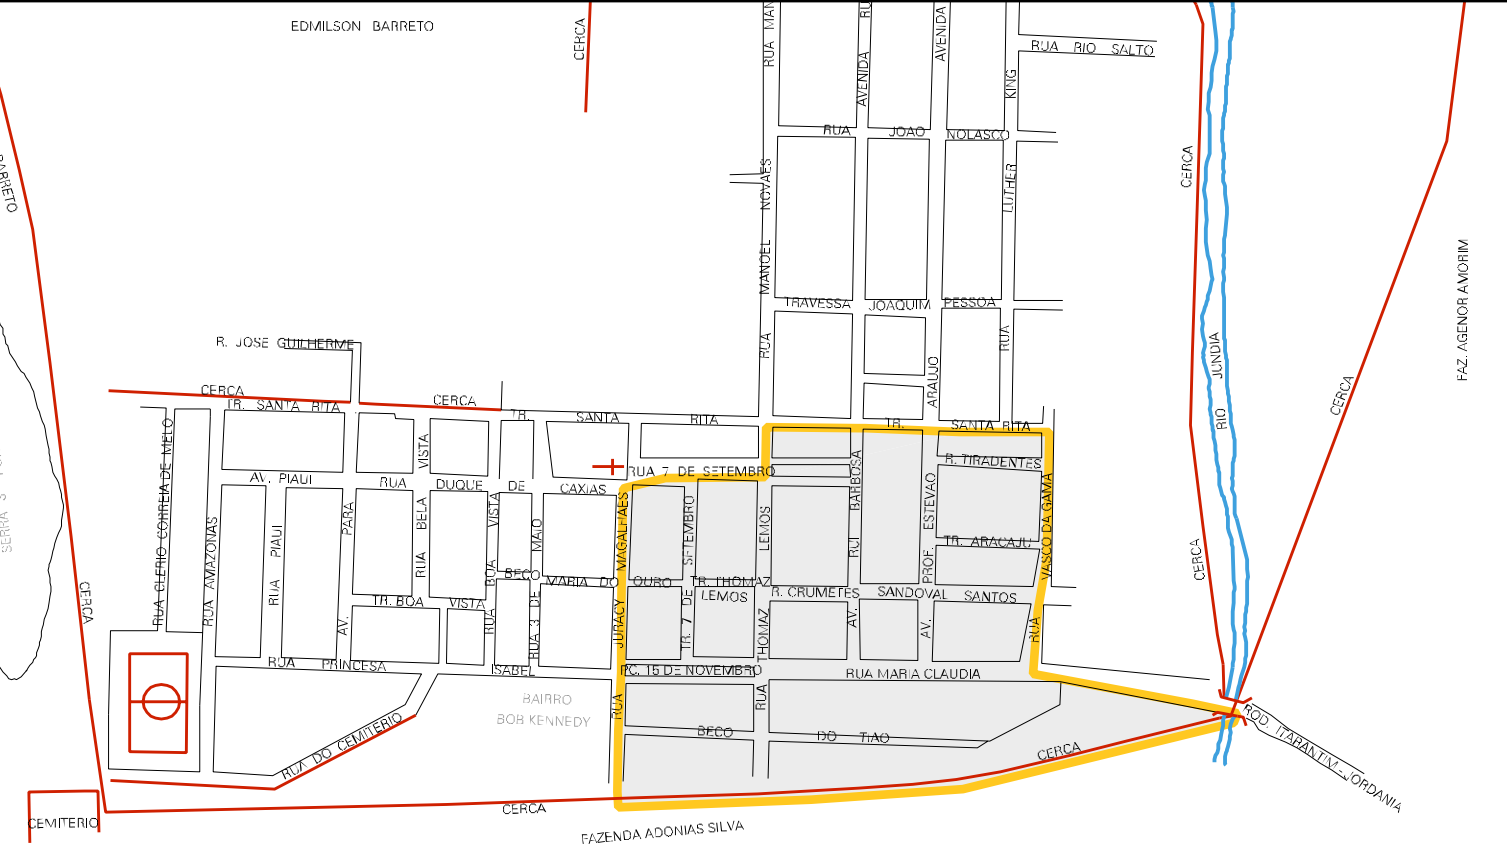 EDMILSON BARRETO
CERCA
RUA MAN
AVENIDA
RU
AVENIDA
RUA RIO SALTO
KING
RUA JOAO NOLASCO
BARRETO
CERCA
LUTHER
MANOEL NOVAES
TRAVESSA JOAQUIM PESSOA
FAZ. AGENOR AMORIM
R. JOSE GUILHERME
RUA
RUA
JUNDIA
RIO
ARAUJO
CERCA
CERCA
CERCA
TR. SANTA RITA
TR. SANTA RITA
TR. SANTA RITA
VISTA
RUA 7 DE SETEMBRO
R. TIRADENTES
AV. PIAUI
RUA DUQUE DE CAXIAS
RUA CLERIO CORREIA DE MELO
RUA AMAZONAS
RUA PIAUI
AV. PARA
RUA BELA
RUA BOA VISTA
RUA 3 DE MAIO
RUA JURACY MAGALHAES
TR. 7 DE SETEMBRO
RUA THOMAZ LEMOS
AV. RUI BARBOSA
AV. PROF. ESTEVAO
RUA VASCO DA GAMA
TR. ARACAJU
CERCA
SERRA
CERCA
BECO MARIA DO OURO
TR. THOMAZ
LEMOS
R. CRUMETES SANDOVAL SANTOS
TR. BOA VISTA
RUA PRINCESA ISABEL
PC. 15 DE NOVEMBRO
RUA MARIA CLAUDIA
BAIRRO
BOB KENNEDY
BECO DO TIAO
RUA DO CEMITERIO
CERCA
ROD. ITARANTIM - JORDANIA
CERCA
CEMITERIO
FAZENDA ADONIAS SILVA